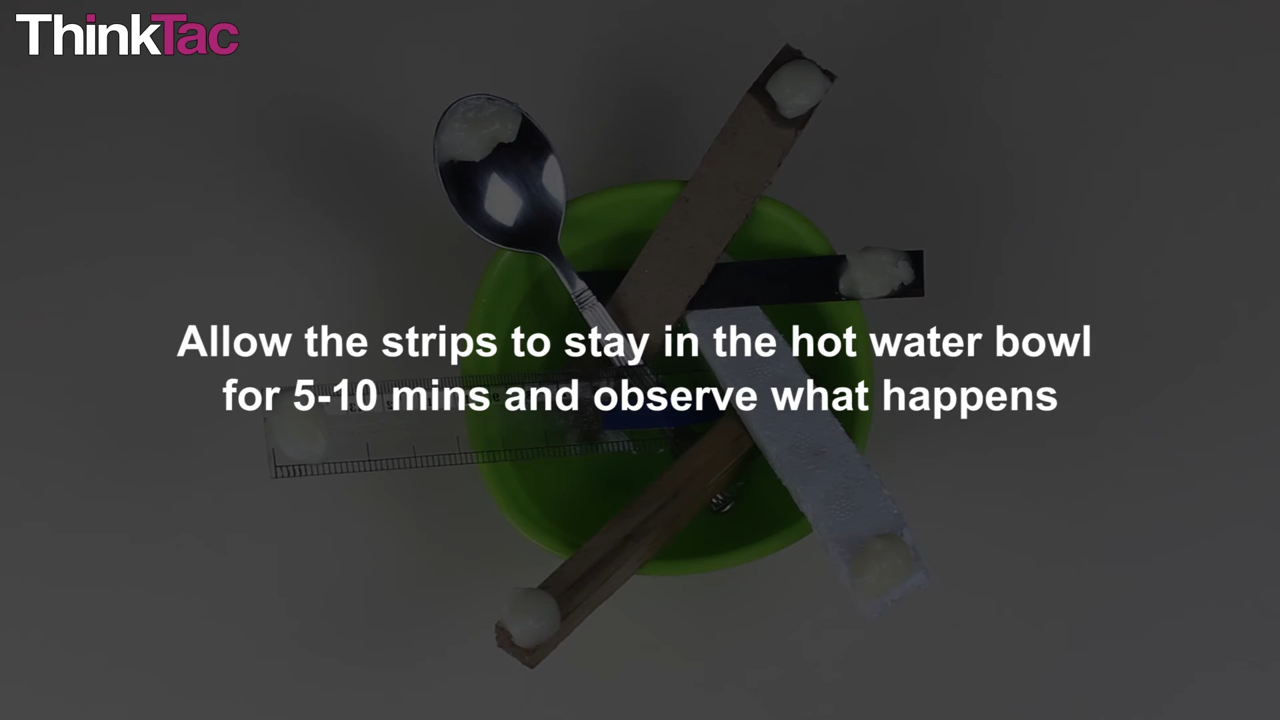 ThinkTac
Allow the strips to stay in the hot water bowl
for 5-10 mins and observe what happens